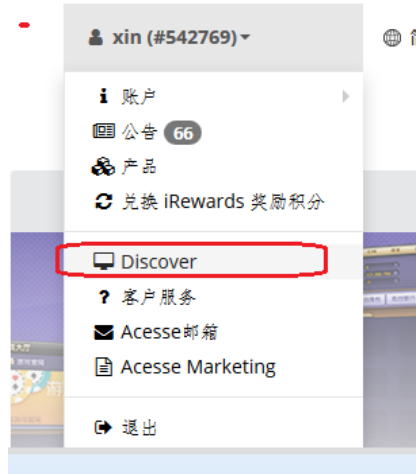 xin (#542769)
账户
公告 66
产品
兑换 iRewards 奖励积分
Discover
客户服务
Acesse邮箱
Acesse Marketing
退出